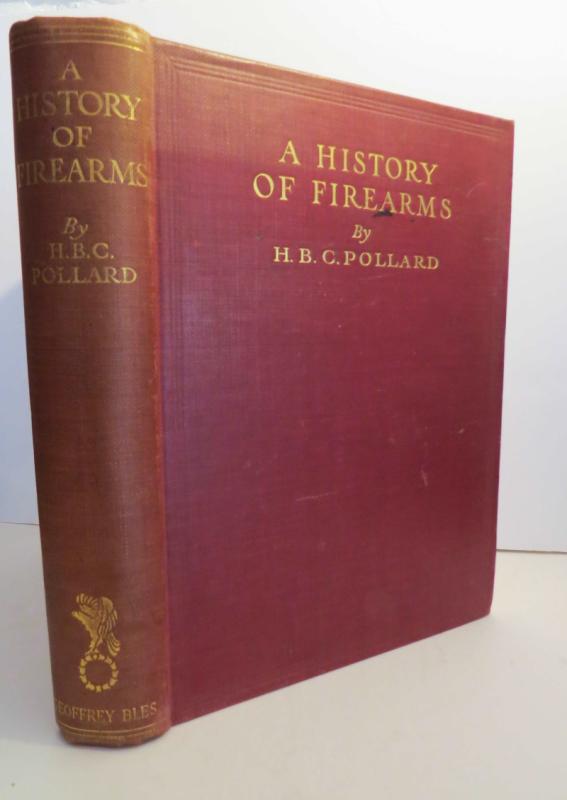 A
HISTORY
OF
FIREARMS
By
H.B.C.
POLLARD
GEOFFREY BLES
A HISTORY
OF FIREARMS
By
H. B. C. POLLARD